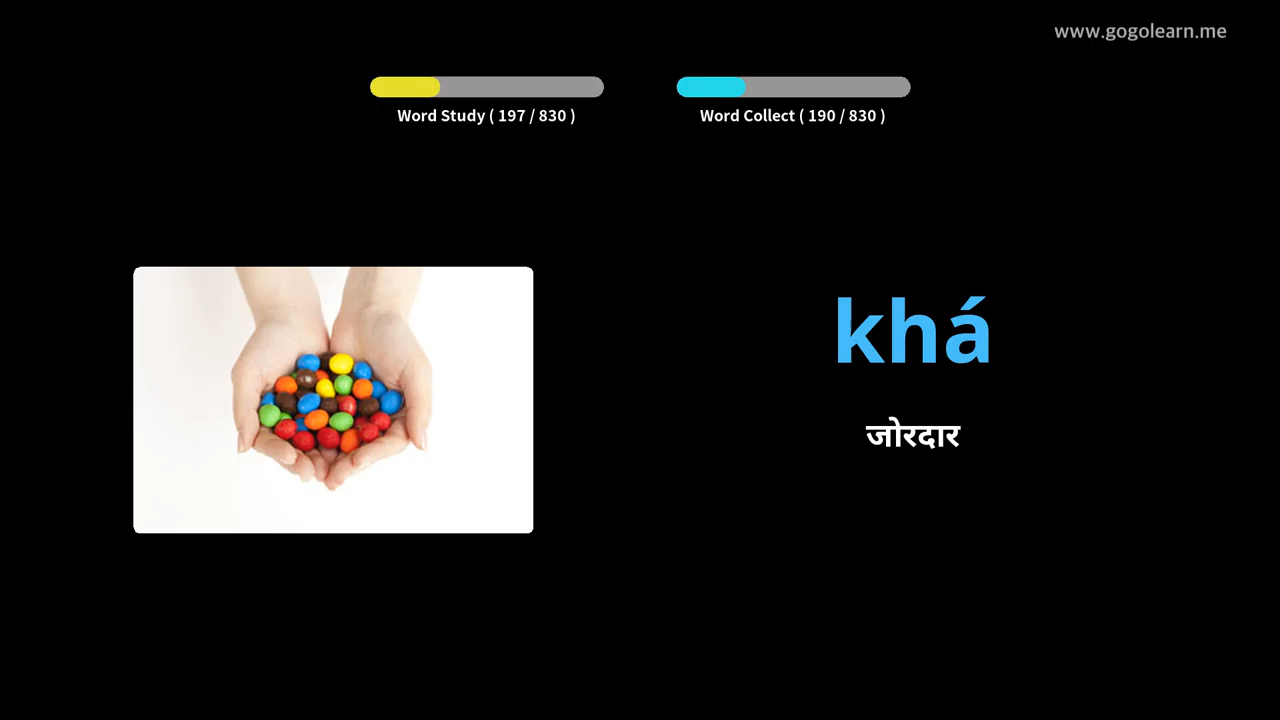 www.gogolearn.me
Word Study ( 197 / 830 )
Word Collect ( 190 / 830 )
khá
जोरदार